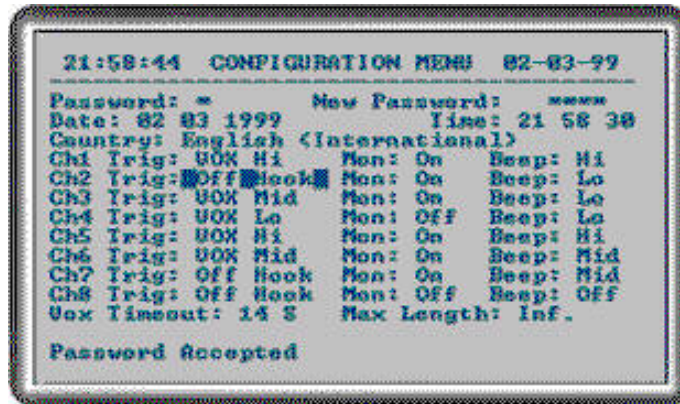 21:58:44 CONFIGURATION MENU 02-03-99
Password: * New Password: ****
Date: 02 03 1999 Time: 21 58 30
Country: English (International)
Ch1 Trig: VOX Hi Mon: On Beep: Hi
Ch2 Trig: Off Hook Mon: On Beep: Lo
Ch3 Trig: VOX Mid Mon: On Beep: Lo
Ch4 Trig: VOX Lo Mon: Off Beep: Lo
Ch5 Trig: VOX Hi Mon: On Beep: Hi
Ch6 Trig: VOX Mid Mon: On Beep: Mid
Ch7 Trig: Off Hook Mon: On Beep: Mid
Ch8 Trig: Off Hook Mon: Off Beep: Off
Vox Timeout: 14 S Max Length: Inf.
Password Accepted